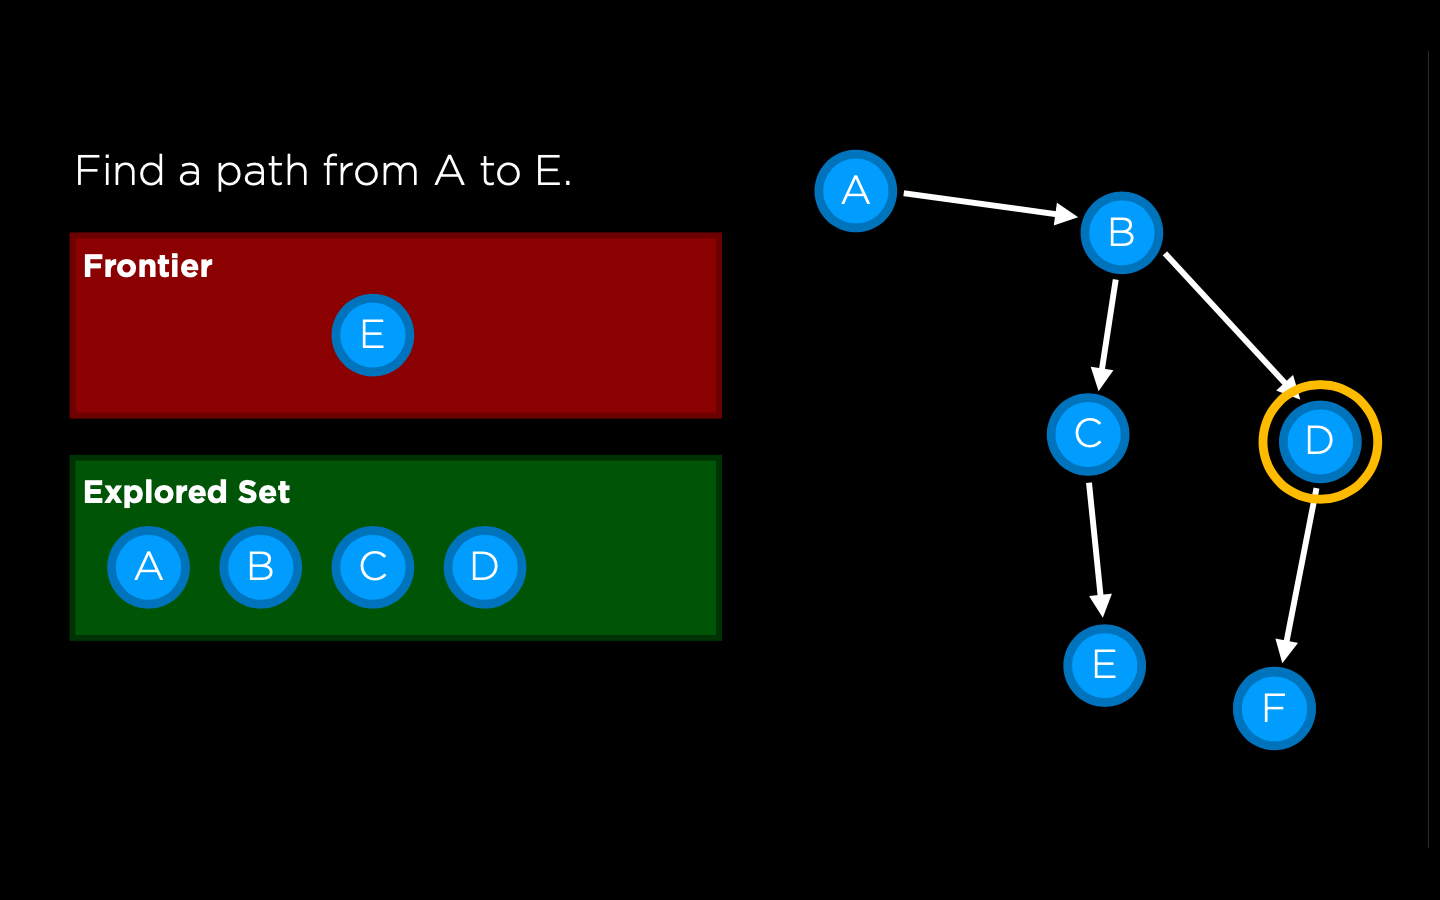 Find a path from A to E.
Frontier
E
Explored Set
A B C D
A
B
C
D
E
F